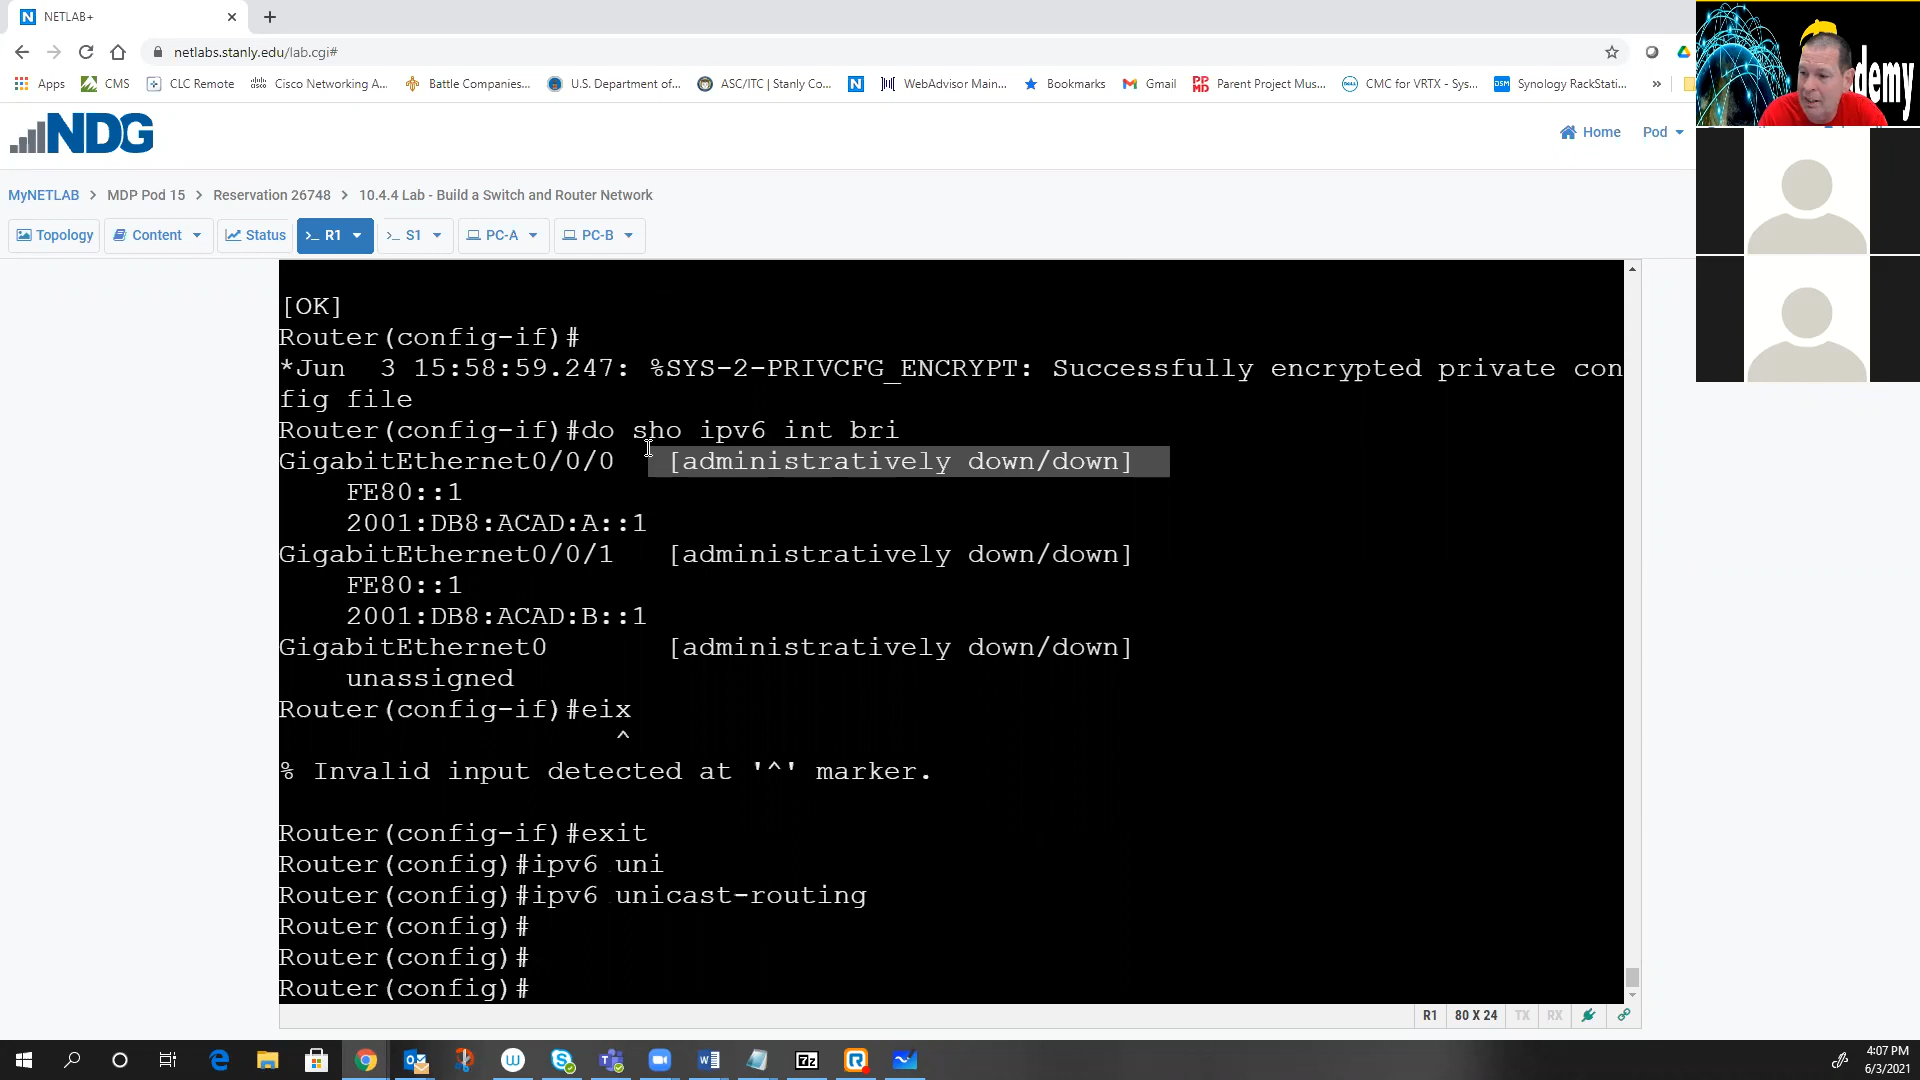 NETLAB+
netlabs.stanly.edu/lab.cgi#
Apps CMS CLC Remote Cisco Networking A... Battle Companies... U.S. Department of... ASC/ITC | Stanly Co... WebAdvisor Main... Bookmarks Gmail Parent Project Mus... CMC for VRTX - Sys... Synology RackStati... »
demy
NDG
Home Pod
MyNETLAB > MDP Pod 15 > Reservation 26748 > 10.4.4 Lab - Build a Switch and Router Network
Topology Content Status >_ R1 >_ S1 PC-A PC-B
[OK]
Router(config-if)#
*Jun  3 15:58:59.247: %SYS-2-PRIVCFG_ENCRYPT: Successfully encrypted private con
fig file
Router(config-if)#do sho ipv6 int bri
GigabitEthernet0/0/0   [administratively down/down]
    FE80::1
    2001:DB8:ACAD:A::1
GigabitEthernet0/0/1   [administratively down/down]
    FE80::1
    2001:DB8:ACAD:B::1
GigabitEthernet0       [administratively down/down]
    unassigned
Router(config-if)#eix
                    ^
% Invalid input detected at '^' marker.
Router(config-if)#exit
Router(config)#ipv6 uni
Router(config)#ipv6 unicast-routing
Router(config)#
Router(config)#
Router(config)#
R1 80 X 24 TX RX
4:07 PM
6/3/2021